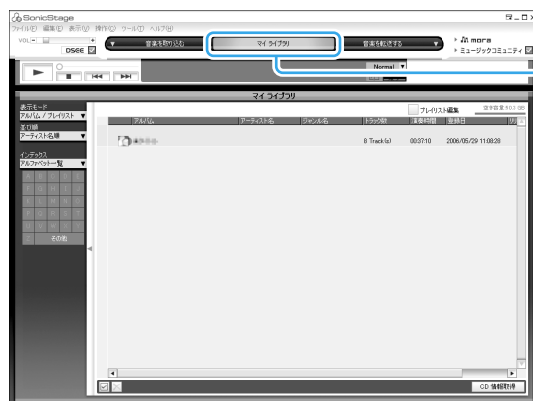 SonicStage
ファイル(F) 編集(E) 表示(V) 操作(C) ツール(T) ヘルプ(H)
VOL - +
DSEE
音楽を取り込む
マイ ライブラリ
音楽を転送する
more
ミュージックコミュニティ
Normal
マイ ライブラリ
表示モード
アルバム / プレイリスト
並び順
アーティスト名順
インデックス
アルファベット一覧
その他
プレイリスト編集
アルバム アーティスト名 ジャンル名 トラック数 演奏時間 登録日
8 Track(s) 00:37:10 2006/05/29 11:08:28
CD 情報取得